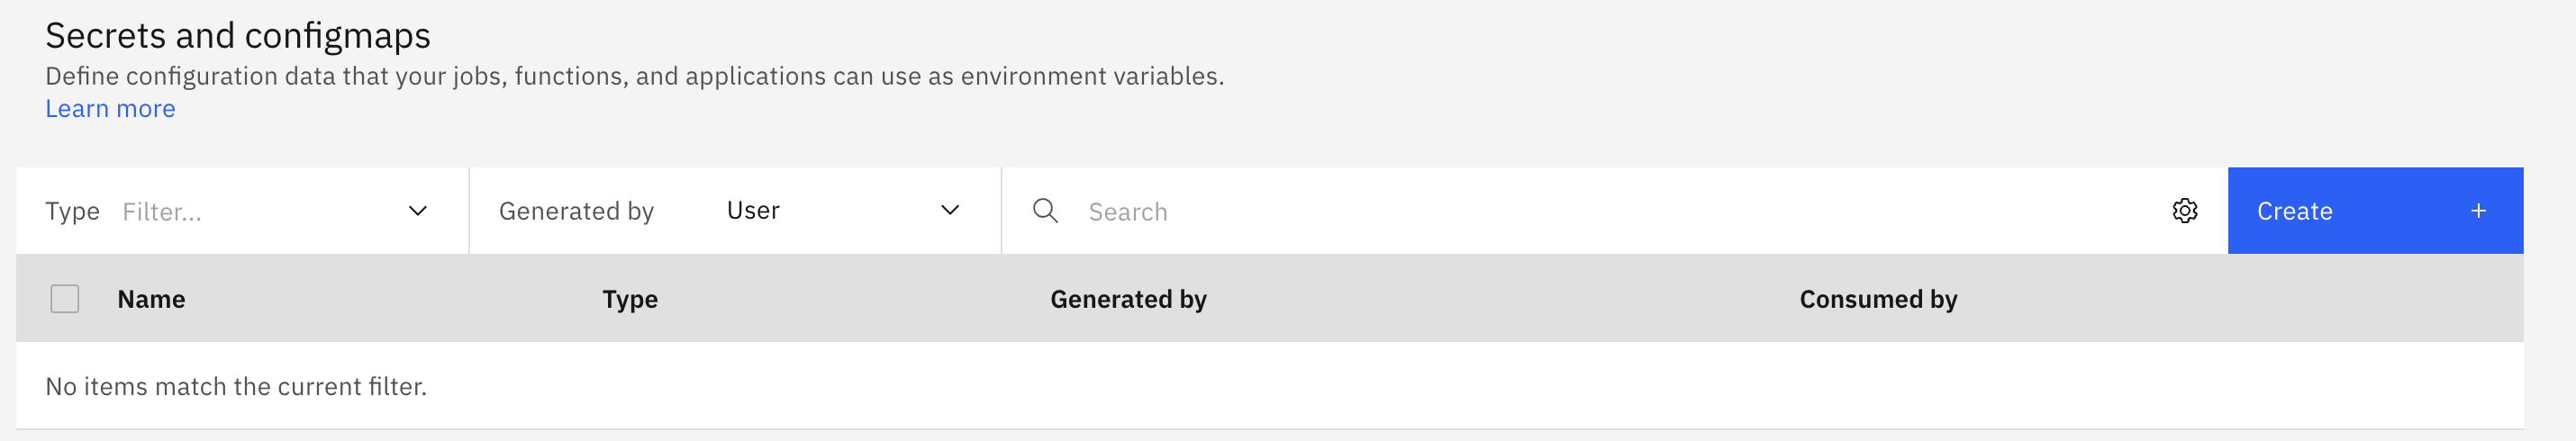 Secrets and configmaps
Define configuration data that your jobs, functions, and applications can use as environment variables.
Learn more
Type Filter... Generated by User Search Create +
Name Type Generated by Consumed by
No items match the current filter.